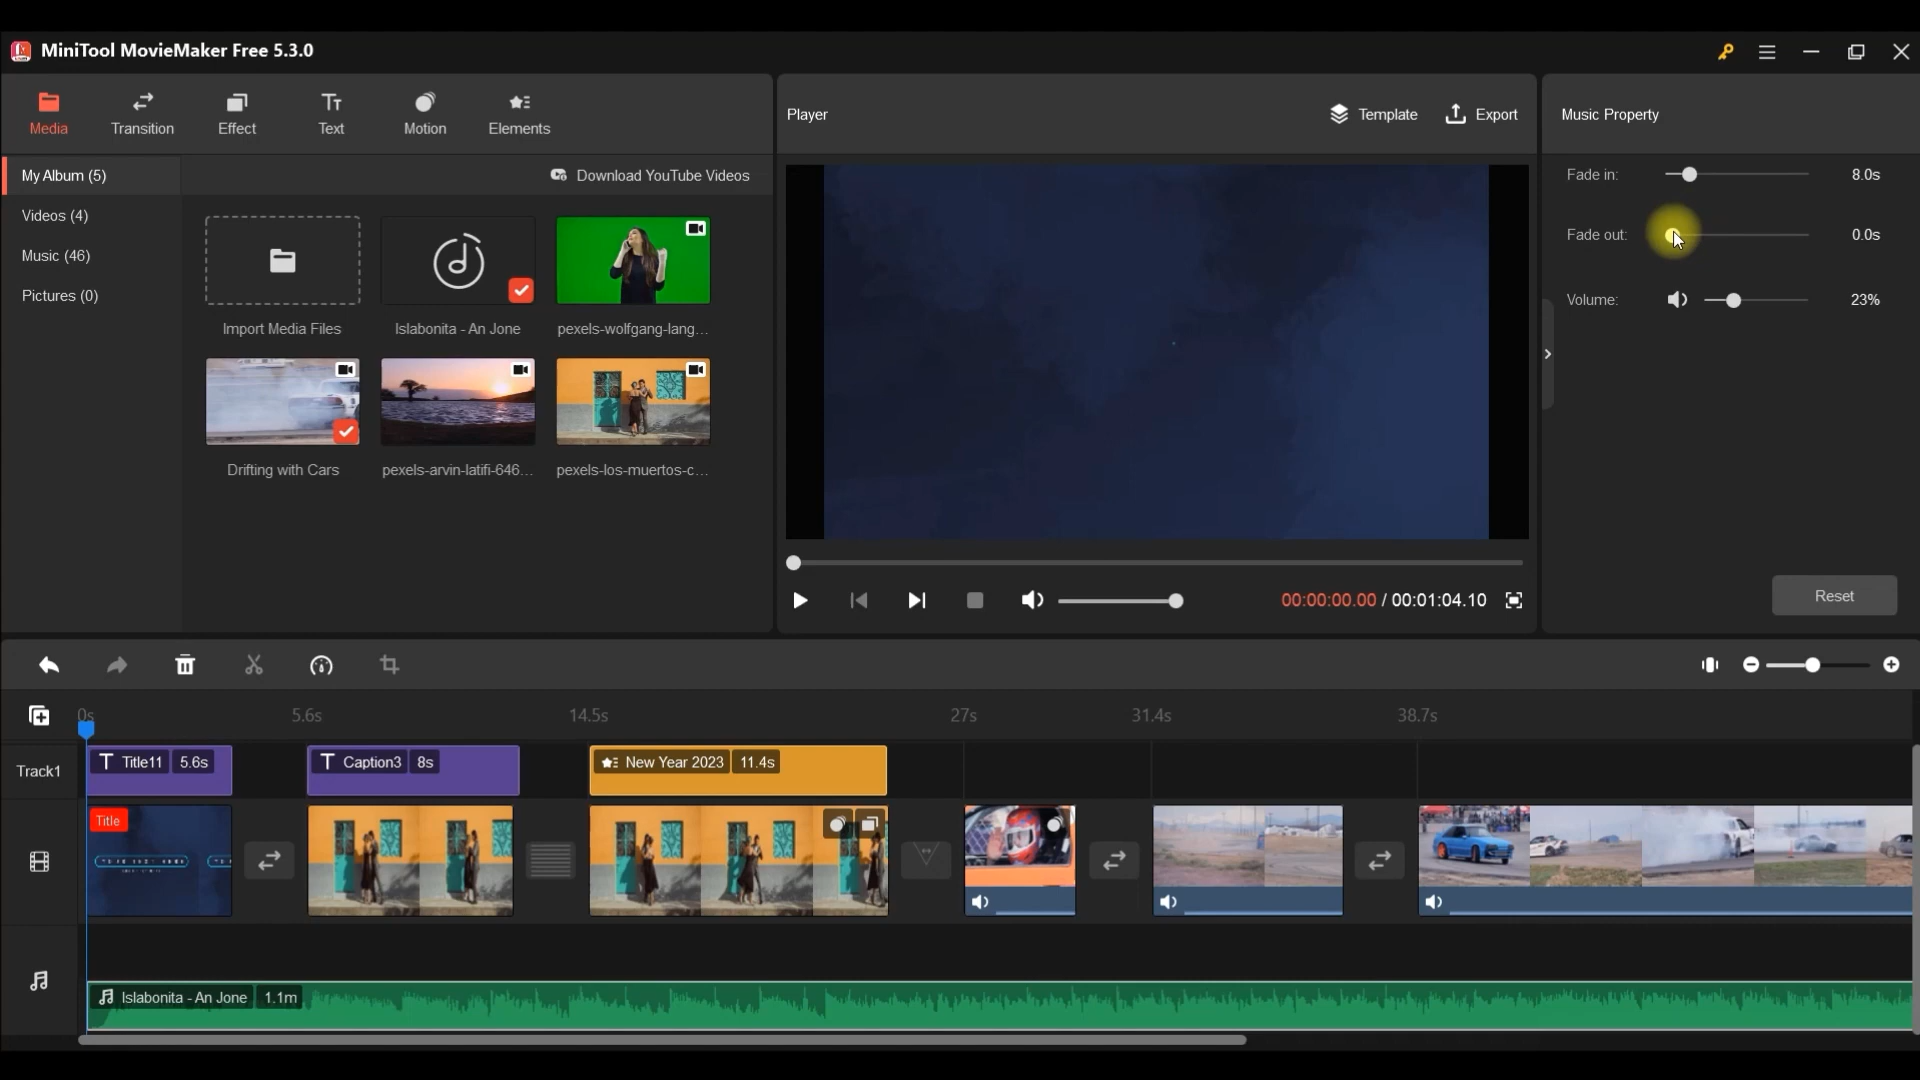 MiniTool MovieMaker Free 5.3.0
Media
Transition
Effect
Text
Motion
Elements
Player
Template
Export
Music Property
My Album (5)
Videos (4)
Music (46)
Pictures (0)
Download YouTube Videos
Import Media Files
Islabonita - An Jone
pexels-wolfgang-lang...
Drifting with Cars
pexels-arvin-latifi-646...
pexels-los-muertos-c...
Fade in: 8.0s
Fade out: 0.0s
Volume: 23%
Reset
00:00:00.00 / 00:01:04.10
0s 5.6s 14.5s 27s 31.4s 38.7s
Track1
Title11 5.6s
Caption3 8s
New Year 2023 11.4s
Title
Islabonita - An Jone 1.1m